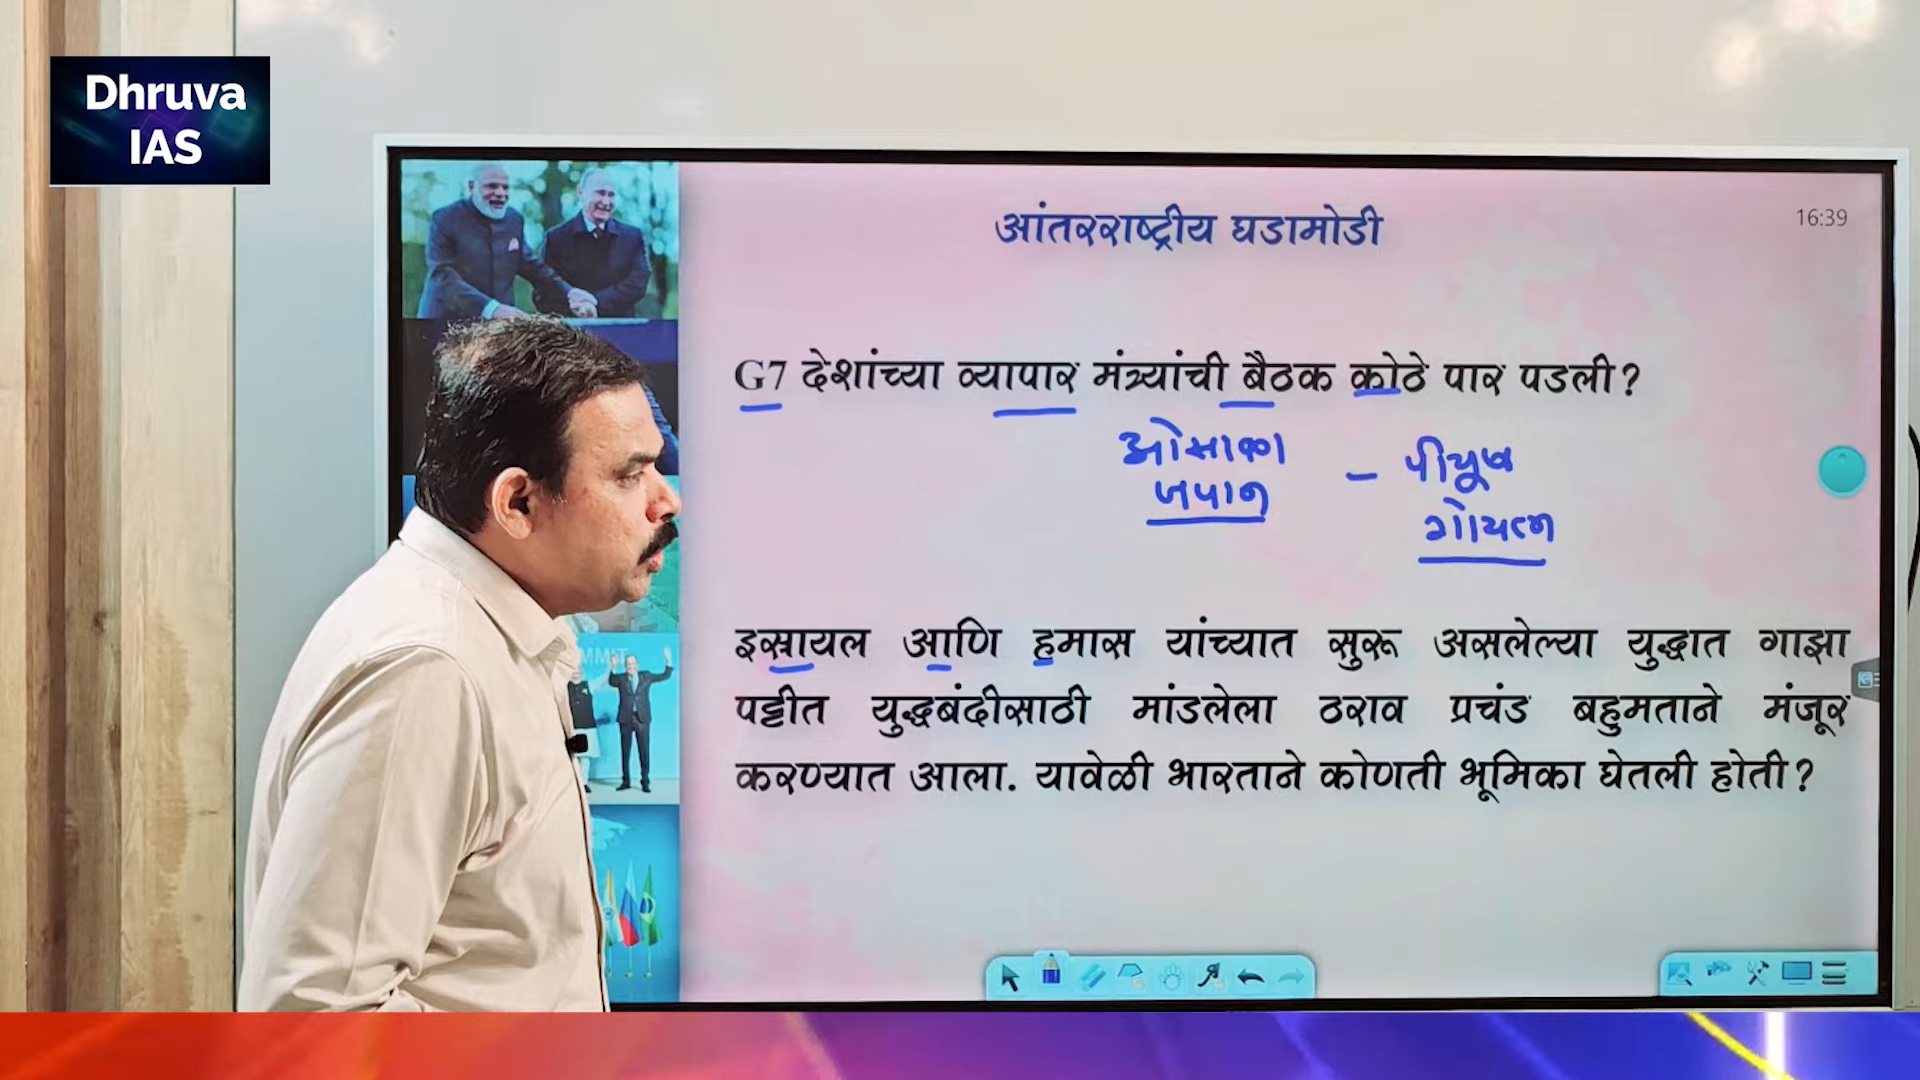 Dhruva
IAS
आंतरराष्ट्रीय घडामोडी
16:39
G7 देशांच्या व्यापार मंत्र्यांची बैठक कोठे पार पडली?
ओसाका
जपान
– पीयूष
गोयल
इस्रायल आणि हमास यांच्यात सुरू असलेल्या युद्धात गाझा
पट्टीत युद्धबंदीसाठी मांडलेला ठराव प्रचंड बहुमताने मंजूर
करण्यात आला. यावेळी भारताने कोणती भूमिका घेतली होती?